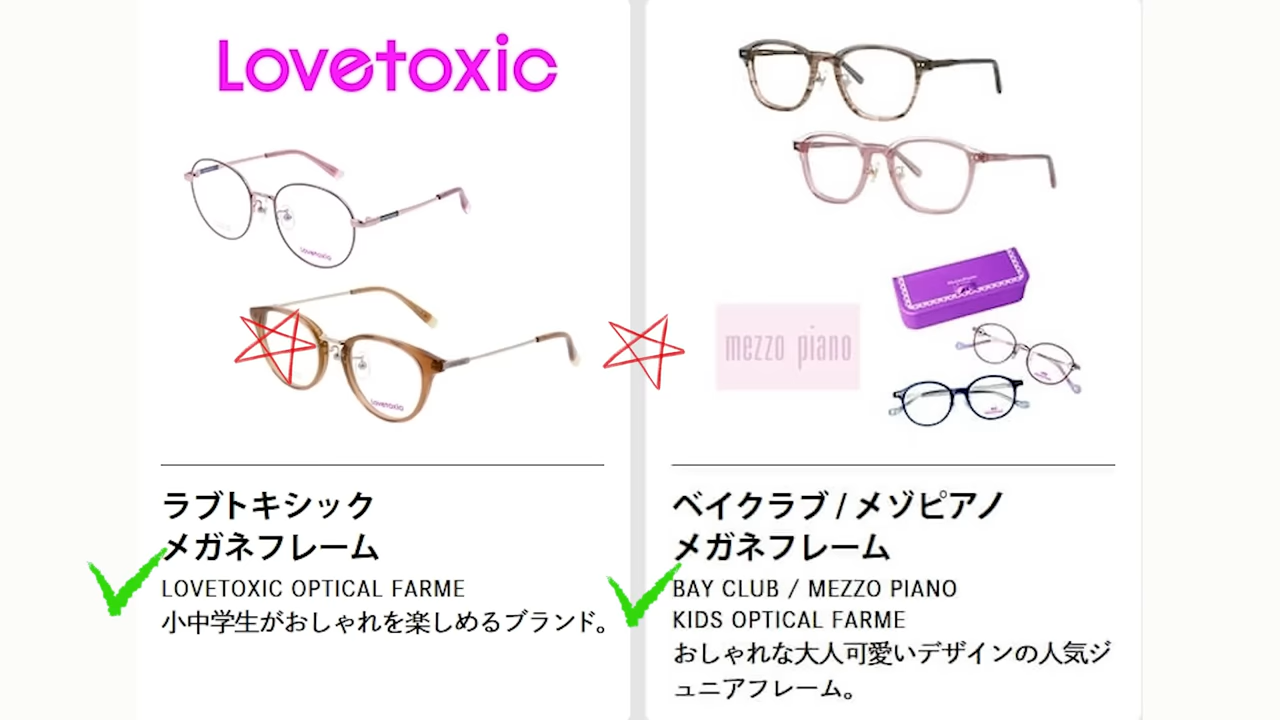 Lovetoxic
Lovetoxic
Lovetoxic
ラブトキシック
メガネフレーム
LOVETOXIC OPTICAL FARME
小中学生がおしゃれを楽しめるブランド。
mezzo piano
ベイクラブ / メゾピアノ
メガネフレーム
BAY CLUB / MEZZO PIANO
KIDS OPTICAL FARME
おしゃれな大人可愛いデザインの人気ジ
ュニアフレーム。